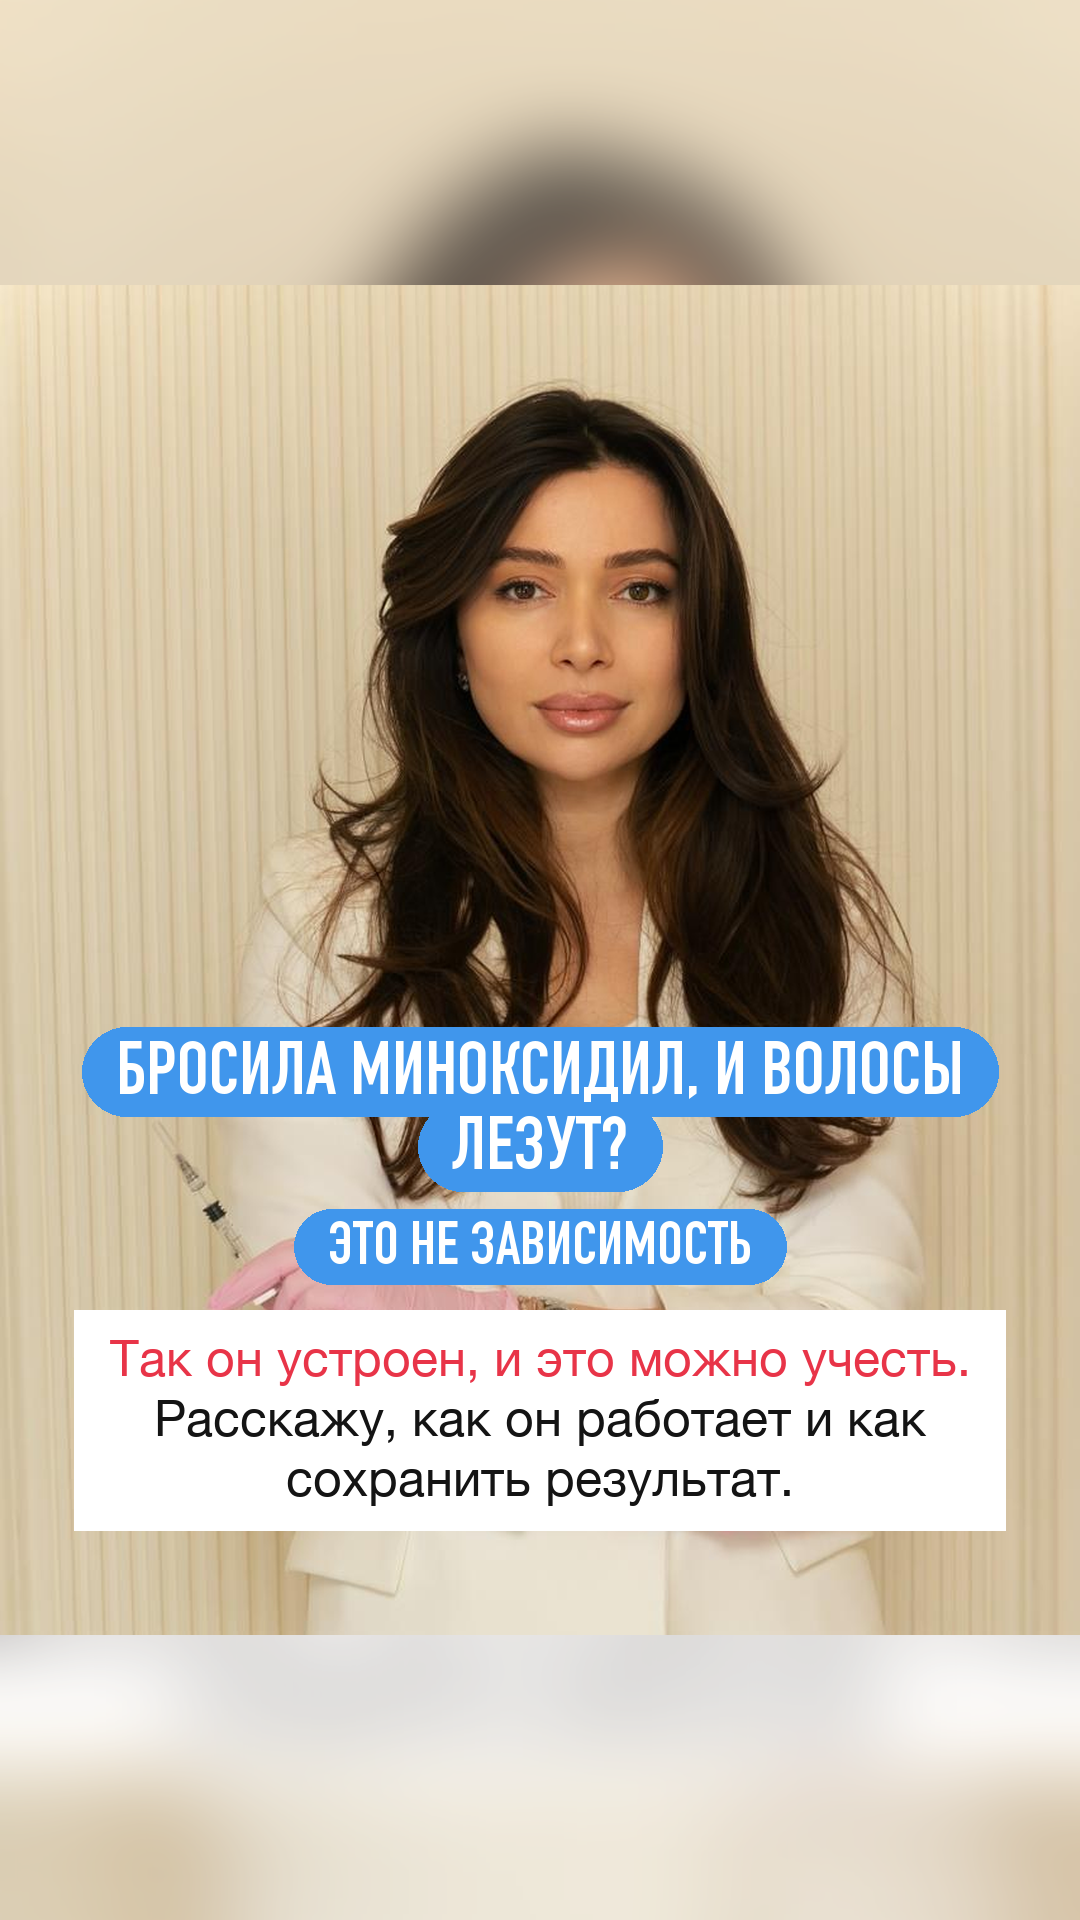 БРОСИЛА МИНОКСИДИЛ, И ВОЛОСЫ
ЛЕЗУТ?
ЭТО НЕ ЗАВИСИМОСТЬ
Так он устроен, и это можно учесть.
Расскажу, как он работает и как
сохранить результат.